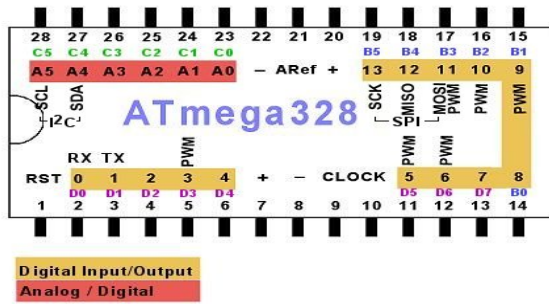 28 27 26 25 24 23 22 21 20 19 18 17 16 15
C5 C4 C3 C2 C1 C0 B5 B4 B3 B2 B1
A5 A4 A3 A2 A1 A0 - ARef + 13 12 11 10 9
SCL SDA SCK MISO MOSI PWM PWM PWM
I²C SPI
ATmega328
RX TX PWM PWM PWM
RST 0 1 2 3 4 + - CLOCK 5 6 7 8
D0 D1 D2 D3 D4 D5 D6 D7 B0
1 2 3 4 5 6 7 8 9 10 11 12 13 14
Digital Input/Output
Analog / Digital